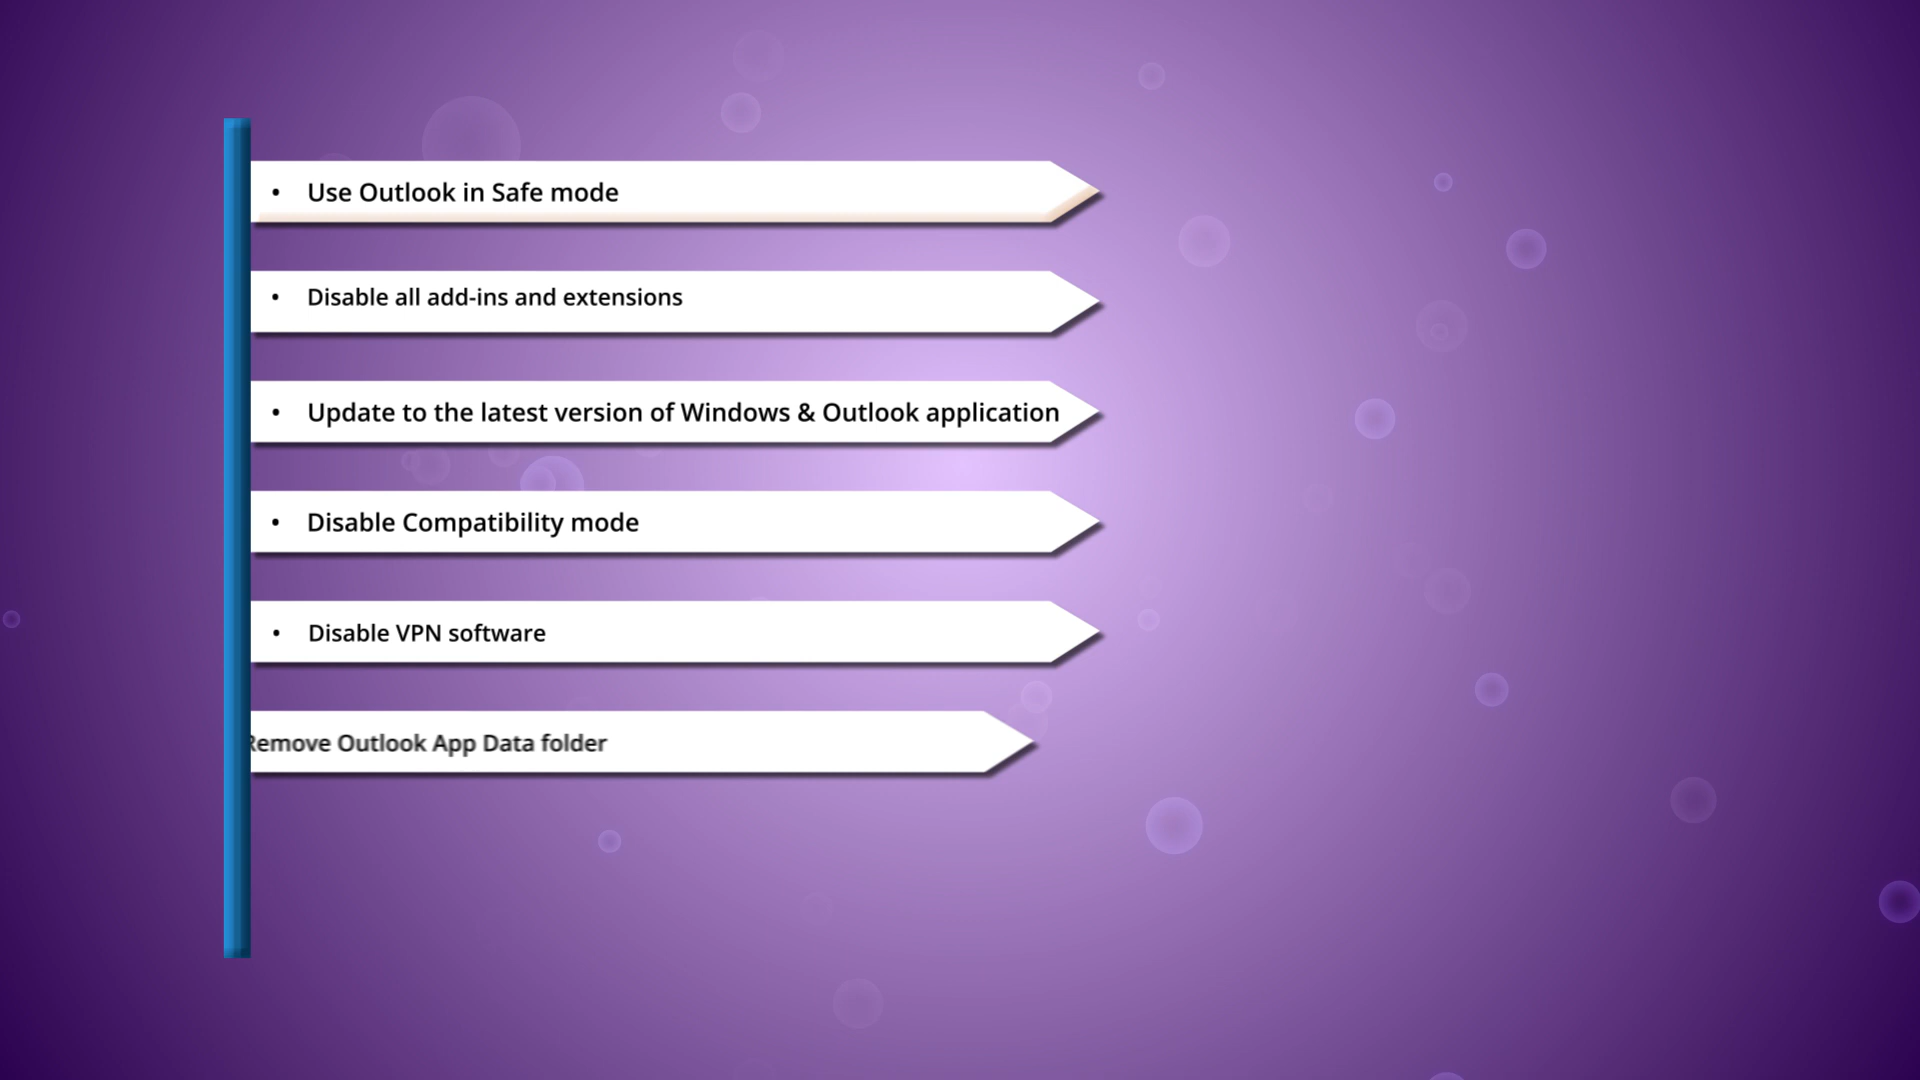 • Use Outlook in Safe mode
• Disable all add-ins and extensions
• Update to the latest version of Windows & Outlook application
• Disable Compatibility mode
• Disable VPN software
Remove Outlook App Data folder